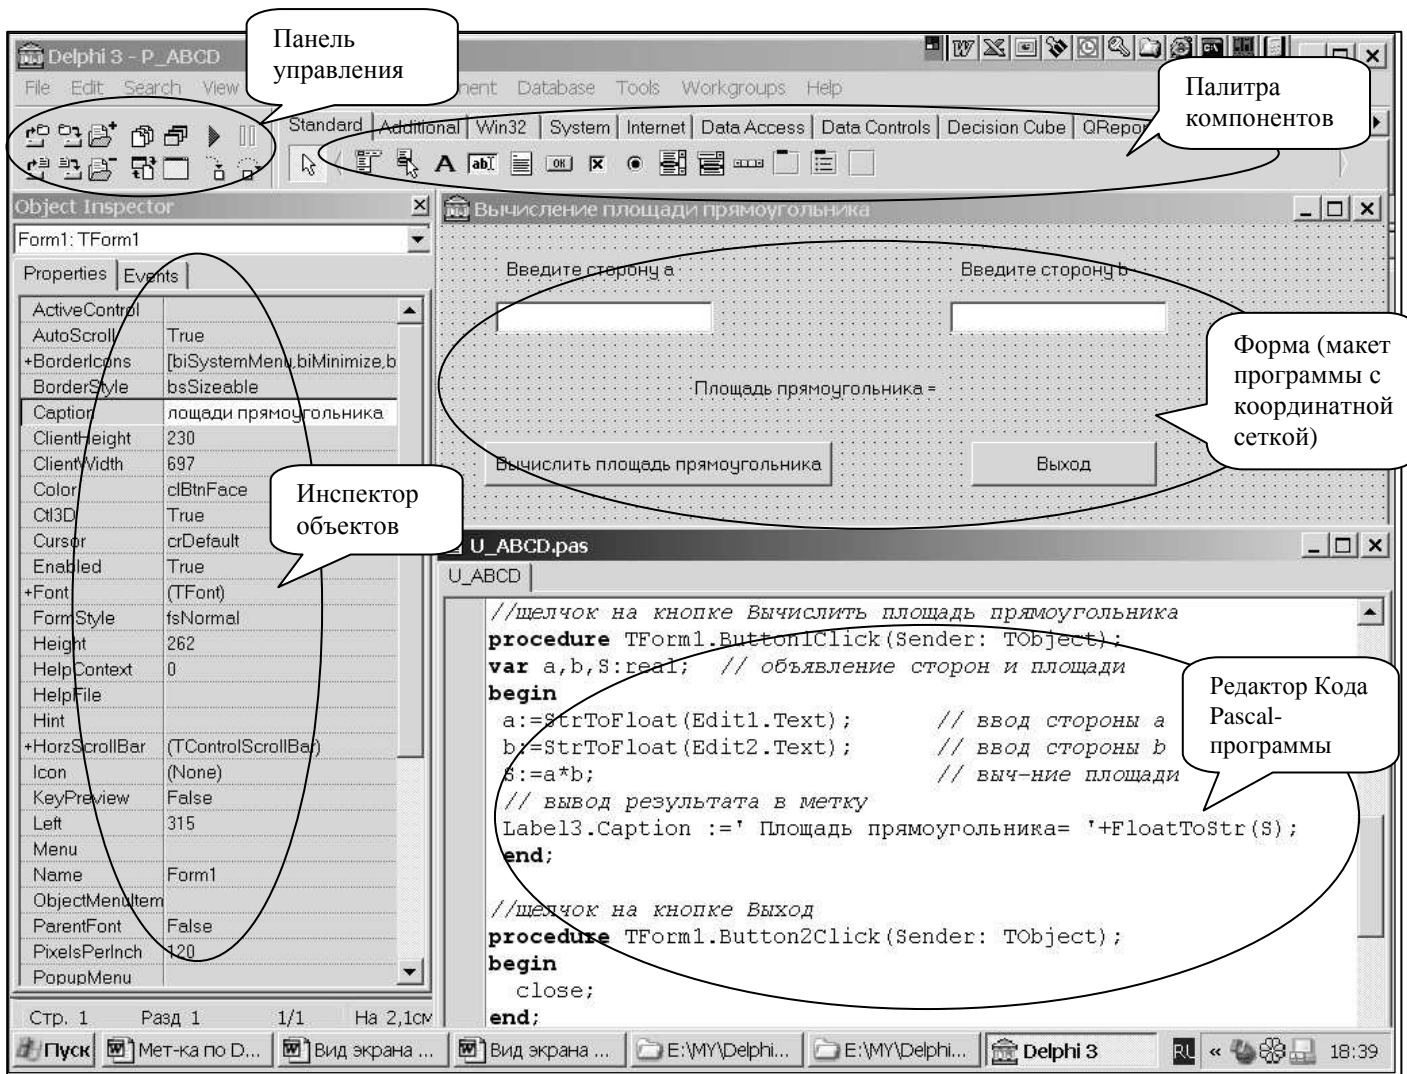 Панель
управления
Delphi 3 - P_ABCD
File Edit Search View nent Database Tools Workgroups Help
Палитра
компонентов
Standard Additional Win32 System Internet Data Access Data Controls Decision Cube QRepor
Object Inspector
Form1: TForm1
Properties Events
ActiveControl
AutoScroll True
+BorderIcons [biSystemMenu,biMinimize,b
BorderStyle bsSizeable
Caption лощади прямоугольника
ClientHeight 230
ClientWidth 697
Color clBtnFace
Ctl3D True
Cursor crDefault
Enabled True
+Font (TFont)
FormStyle fsNormal
Height 262
HelpContext 0
HelpFile
Hint
+HorzScrollBar (TControlScrollBar)
Icon (None)
KeyPreview False
Left 315
Menu
Name Form1
ObjectMenuItem
ParentFont False
PixelsPerInch 120
PopupMenu
Инспектор
объектов
Вычисление площади прямоугольника
Введите сторону a Введите сторону b
Площадь прямоугольника =
Вычислить площадь прямоугольника Выход
Форма (макет
программы с
координатной
сеткой)
U_ABCD.pas
U_ABCD
//щелчок на кнопке Вычислить площадь прямоугольника
procedure TForm1.Button1Click(Sender: TObject);
var a,b,S:real; // объявление сторон и площади
begin
a:=StrToFloat(Edit1.Text); // ввод стороны a
b:=StrToFloat(Edit2.Text); // ввод стороны b
S:=a*b; // выч-ние площади
// вывод результата в метку
Label3.Caption :=' Площадь прямоугольника= '+FloatToStr(S);
end;
//щелчок на кнопке Выход
procedure TForm1.Button2Click(Sender: TObject);
begin
close;
end;
Редактор Кода
Pascal-
программы
Стр. 1 Разд 1 1/1 На 2,1см
Пуск Мет-ка по D... Вид экрана ... Вид экрана ... E:\MY\Delphi... E:\MY\Delphi... Delphi 3 RU « 18:39